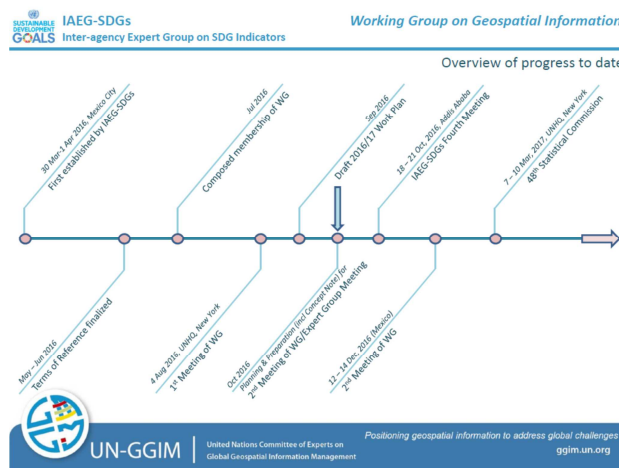 SUSTAINABLE
DEVELOPMENT
GOALS
IAEG-SDGs
Inter-agency Expert Group on SDG Indicators
Working Group on Geospatial Information
Overview of progress to date
30 Mar-1 Apr 2016, Mexico City
First established by IAEG-SDGs
Jul 2016
Composed membership of WG
Sep 2016
Draft 2016/17 Work Plan
18 – 21 Oct, 2016, Addis Ababa
IAEG-SDGs Fourth Meeting
7 – 10 Mar, 2017, UNHQ, New York
48th Statistical Commission
May – Jun 2016
Terms of Reference finalized
4 Aug 2016, UNHQ, New York
1st Meeting of WG
Oct 2016
Planning & Preparation (incl Concept Note) for
2nd Meeting of WG/Expert Group Meeting
12 – 14 Dec, 2016 (Mexico)
2nd Meeting of WG
UN-GGIM
United Nations Committee of Experts on
Global Geospatial Information Management
Positioning geospatial information to address global challenges
ggim.un.org